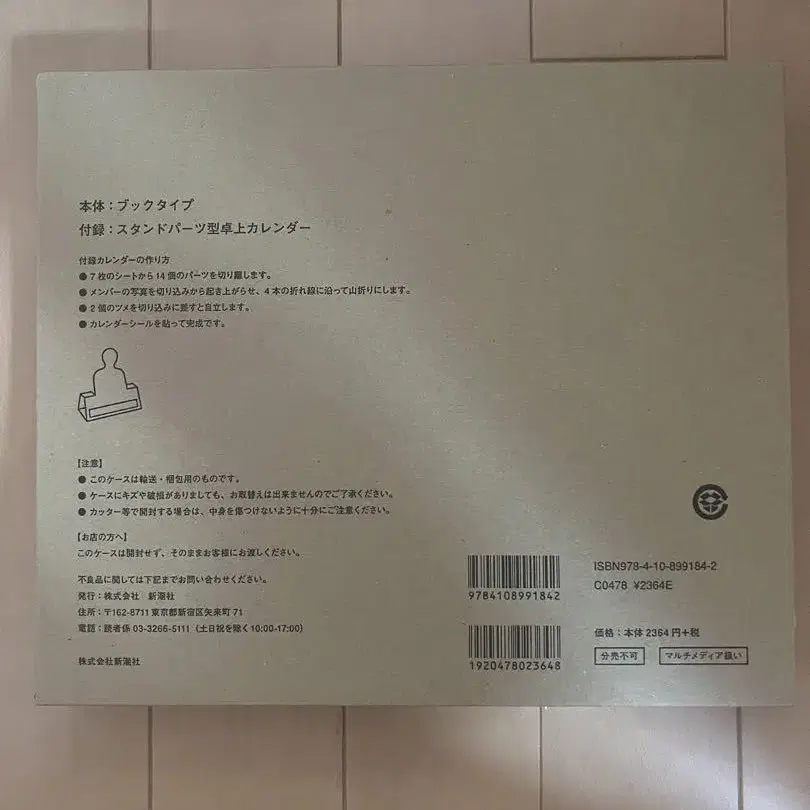 本体：ブックタイプ
付録：スタンドパーツ型卓上カレンダー
付録カレンダーの作り方
● 7枚のシートから14個のパーツを切り離します。
● メンバーの写真を切り込みから起き上がらせ、4本の折れ線に沿って山折りにします。
● 2個のツメを切り込みに差すと自立します。
● カレンダーシールを貼って完成です。
【注意】
● このケースは輸送・梱包用のものです。
● ケースにキズや破損がありましても、お取替えは出来ませんのでご了承ください。
● カッター等で開封する場合は、中身を傷つけないように十分にご注意ください。
【お店の方へ】
このケースは開封せず、そのままお客様にお渡しください。
不良品に関しては下記までお問い合わせください。
発行：株式会社 新潮社
住所：〒162-8711 東京都新宿区矢来町71
電話：読者係 03-3266-5111（土日祝を除く10:00-17:00）
株式会社新潮社
9784108991842
1920478023648
ISBN978-4-10-899184-2
C0478 ¥2364E
価格：本体2364円+税
分売不可
マルチメディア扱い